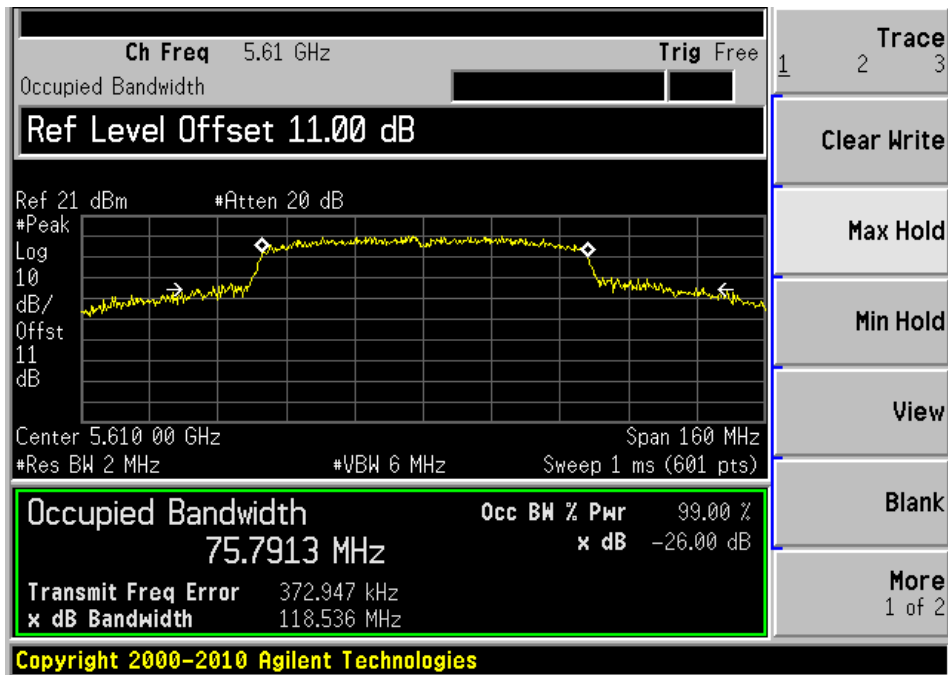 Ch Freq 5.61 GHz Trig Free
Occupied Bandwidth
Ref Level Offset 11.00 dB
Ref 21 dBm #Atten 20 dB
#Peak
Log
10
dB/
Offst
11
dB
Center 5.610 00 GHz Span 160 MHz
#Res BW 2 MHz #VBW 6 MHz Sweep 1 ms (601 pts)
Occupied Bandwidth
75.7913 MHz
Occ BW % Pwr 99.00 %
x dB -26.00 dB
Transmit Freq Error 372.947 kHz
x dB Bandwidth 118.536 MHz
Copyright 2000-2010 Agilent Technologies
Trace
1 2 3
Clear Write
Max Hold
Min Hold
View
Blank
More
1 of 2